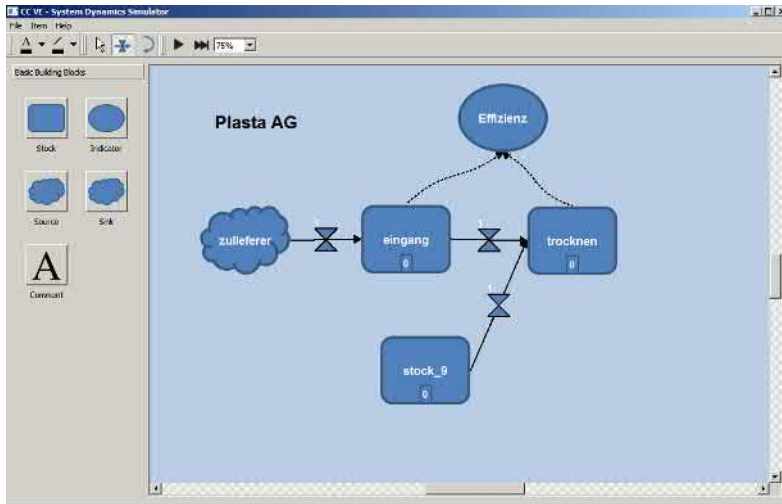 CC VE - System Dynamics Simulator
File Item Help
A
75%
Basic Building Blocks
Stock Indicator
Source Sink
A
Comment
Plasta AG
Effizienz
zulieferer
1
eingang
0
1
trocknen
0
1
stock_9
0